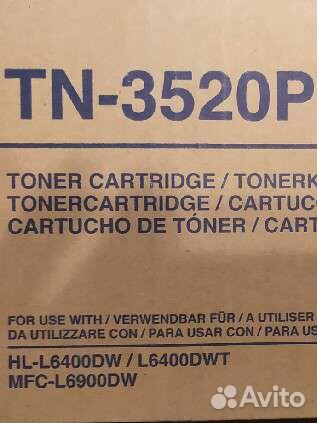 TN-3520P
TONER CARTRIDGE / TONERK
TONERCARTRIDGE / CARTUC
CARTUCHO DE TÓNER / CART
FOR USE WITH / VERWENDBAR FÜR / A UTILISER
DA UTILIZZARE CON / PARA USAR CON / PARA US
HL-L6400DW / L6400DWT
MFC-L6900DW
Avito